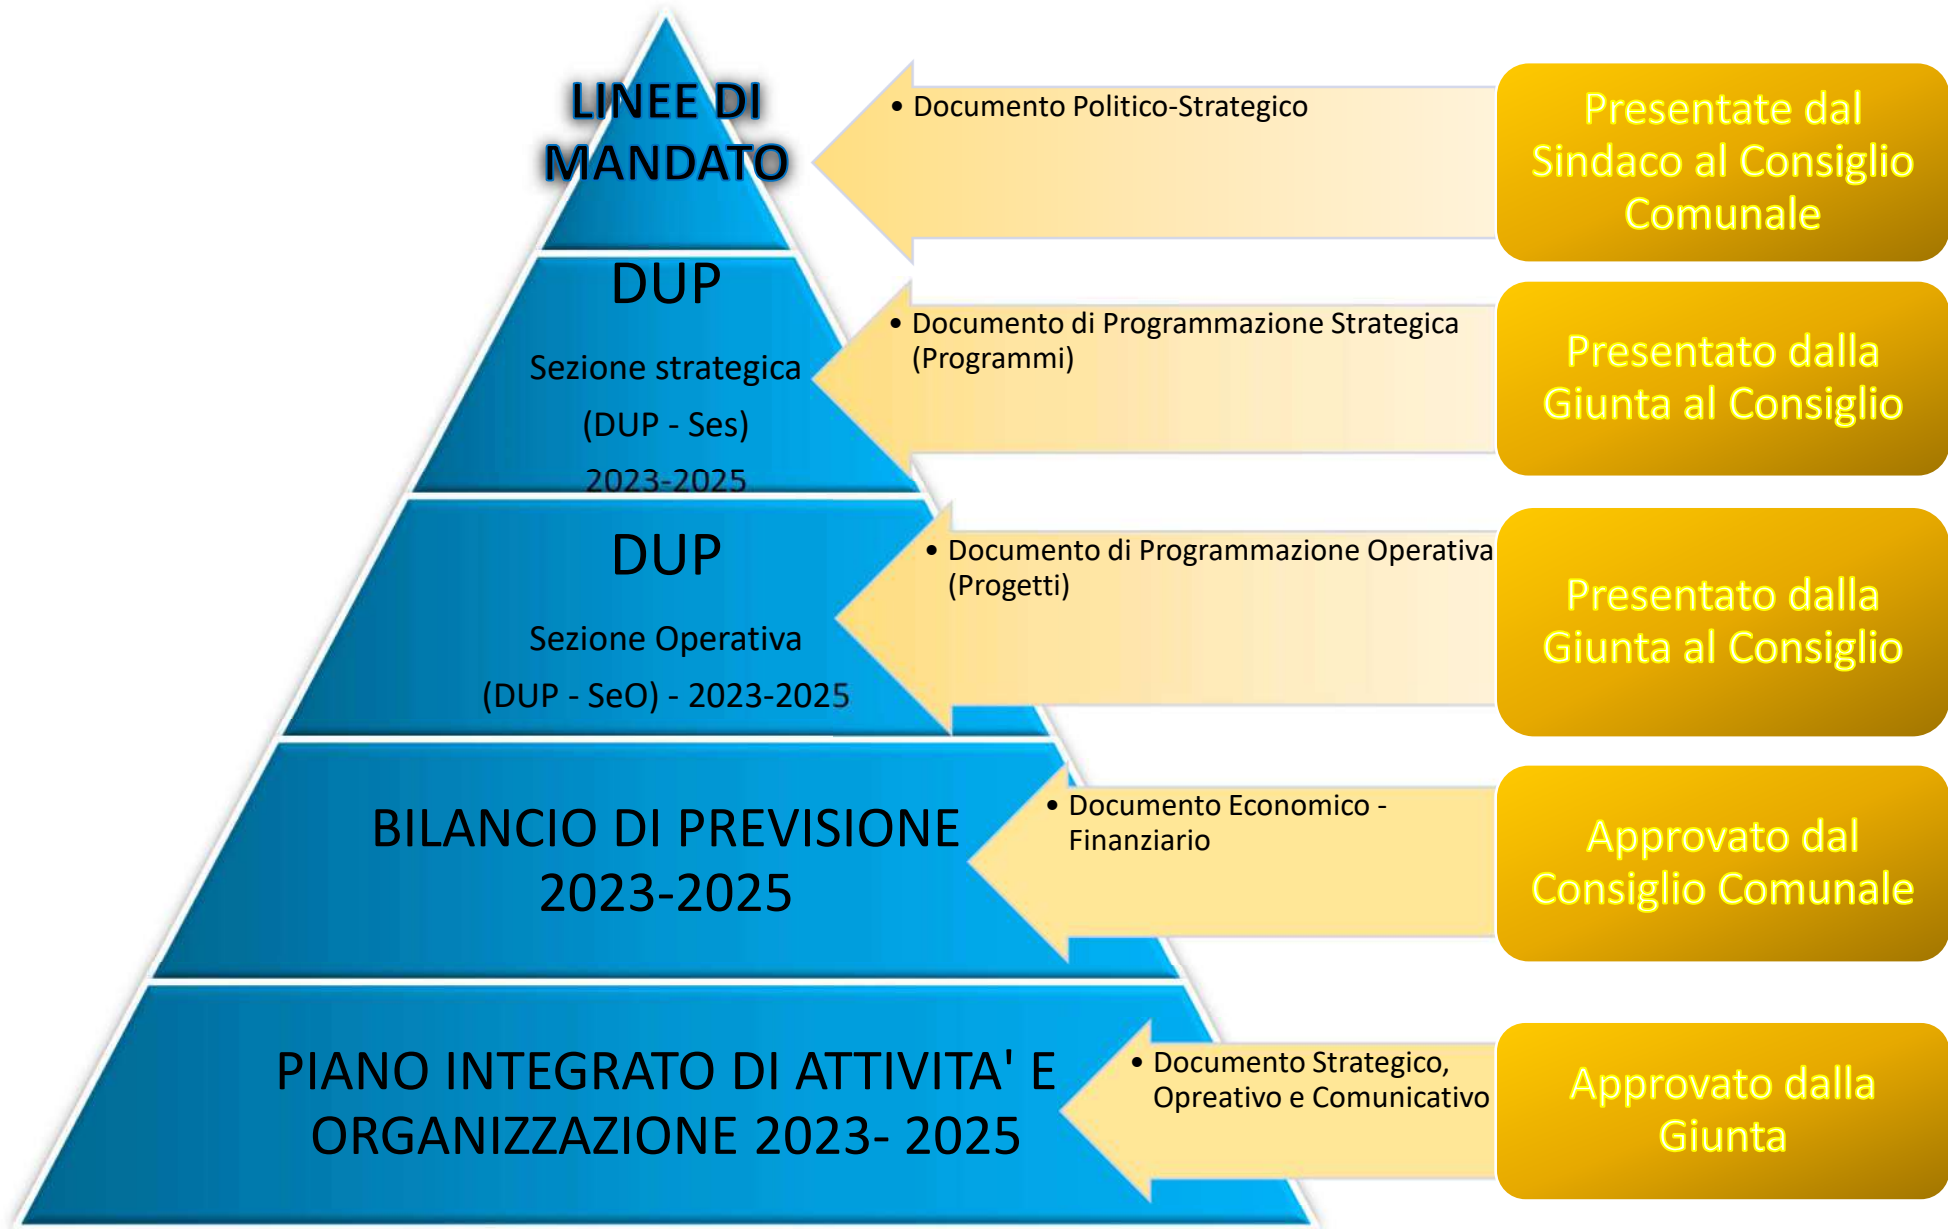 LINEE DI
MANDATO
• Documento Politico-Strategico
Presentate dal
Sindaco al Consiglio
Comunale
DUP
Sezione strategica
(DUP - Ses)
2023-2025
• Documento di Programmazione Strategica
(Programmi)
Presentato dalla
Giunta al Consiglio
DUP
Sezione Operativa
(DUP - SeO) - 2023-2025
• Documento di Programmazione Operativa
(Progetti)
Presentato dalla
Giunta al Consiglio
BILANCIO DI PREVISIONE
2023-2025
• Documento Economico -
Finanziario
Approvato dal
Consiglio Comunale
PIANO INTEGRATO DI ATTIVITA' E
ORGANIZZAZIONE 2023- 2025
• Documento Strategico,
Opreativo e Comunicativo
Approvato dalla
Giunta